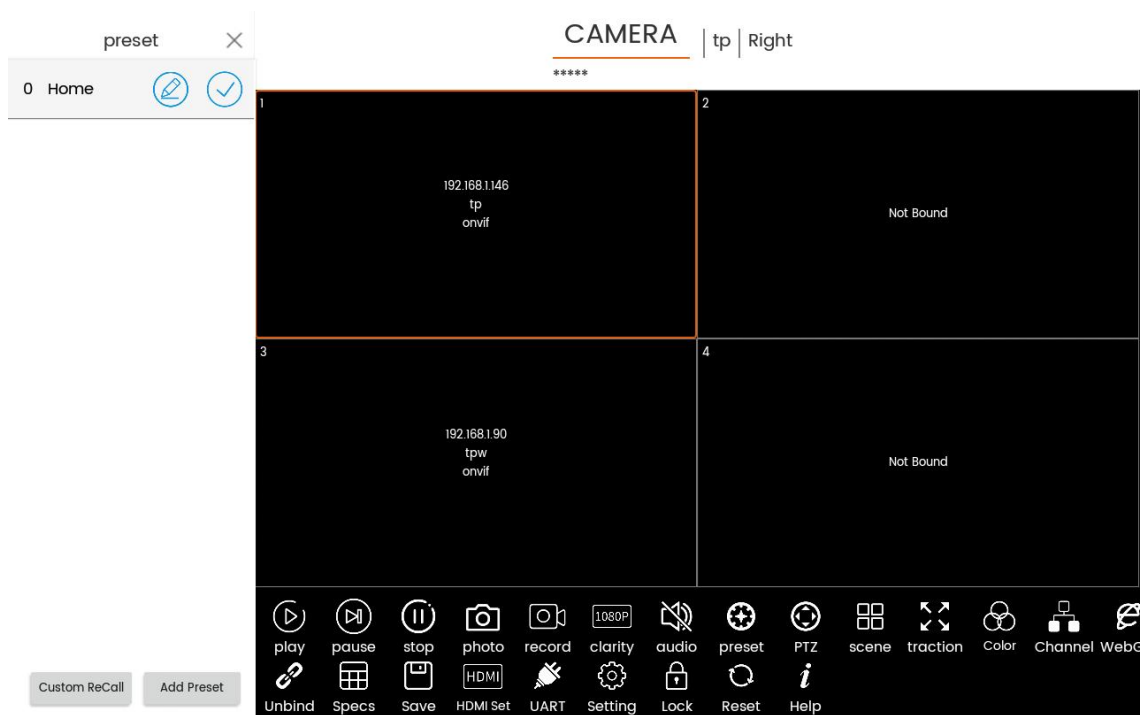 preset
0 Home
Custom ReCall Add Preset
CAMERA tp Right
*****
1
192.168.1.146
tp
onvif
2
Not Bound
3
192.168.1.90
tpw
onvif
4
Not Bound
1080P
play pause stop photo record clarity audio preset PTZ scene traction Color Channel WebG
HDMI
Unbind Specs Save HDMI Set UART Setting Lock Reset Help